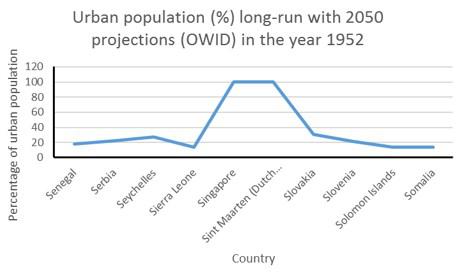 Urban population (%) long-run with 2050
projections (OWID) in the year 1952
Percentage of urban population
120
100
80
60
40
20
0
Senegal
Serbia
Seychelles
Sierra Leone
Singapore
Sint Maarten (Dutch...
Slovakia
Slovenia
Solomon Islands
Somalia
Country